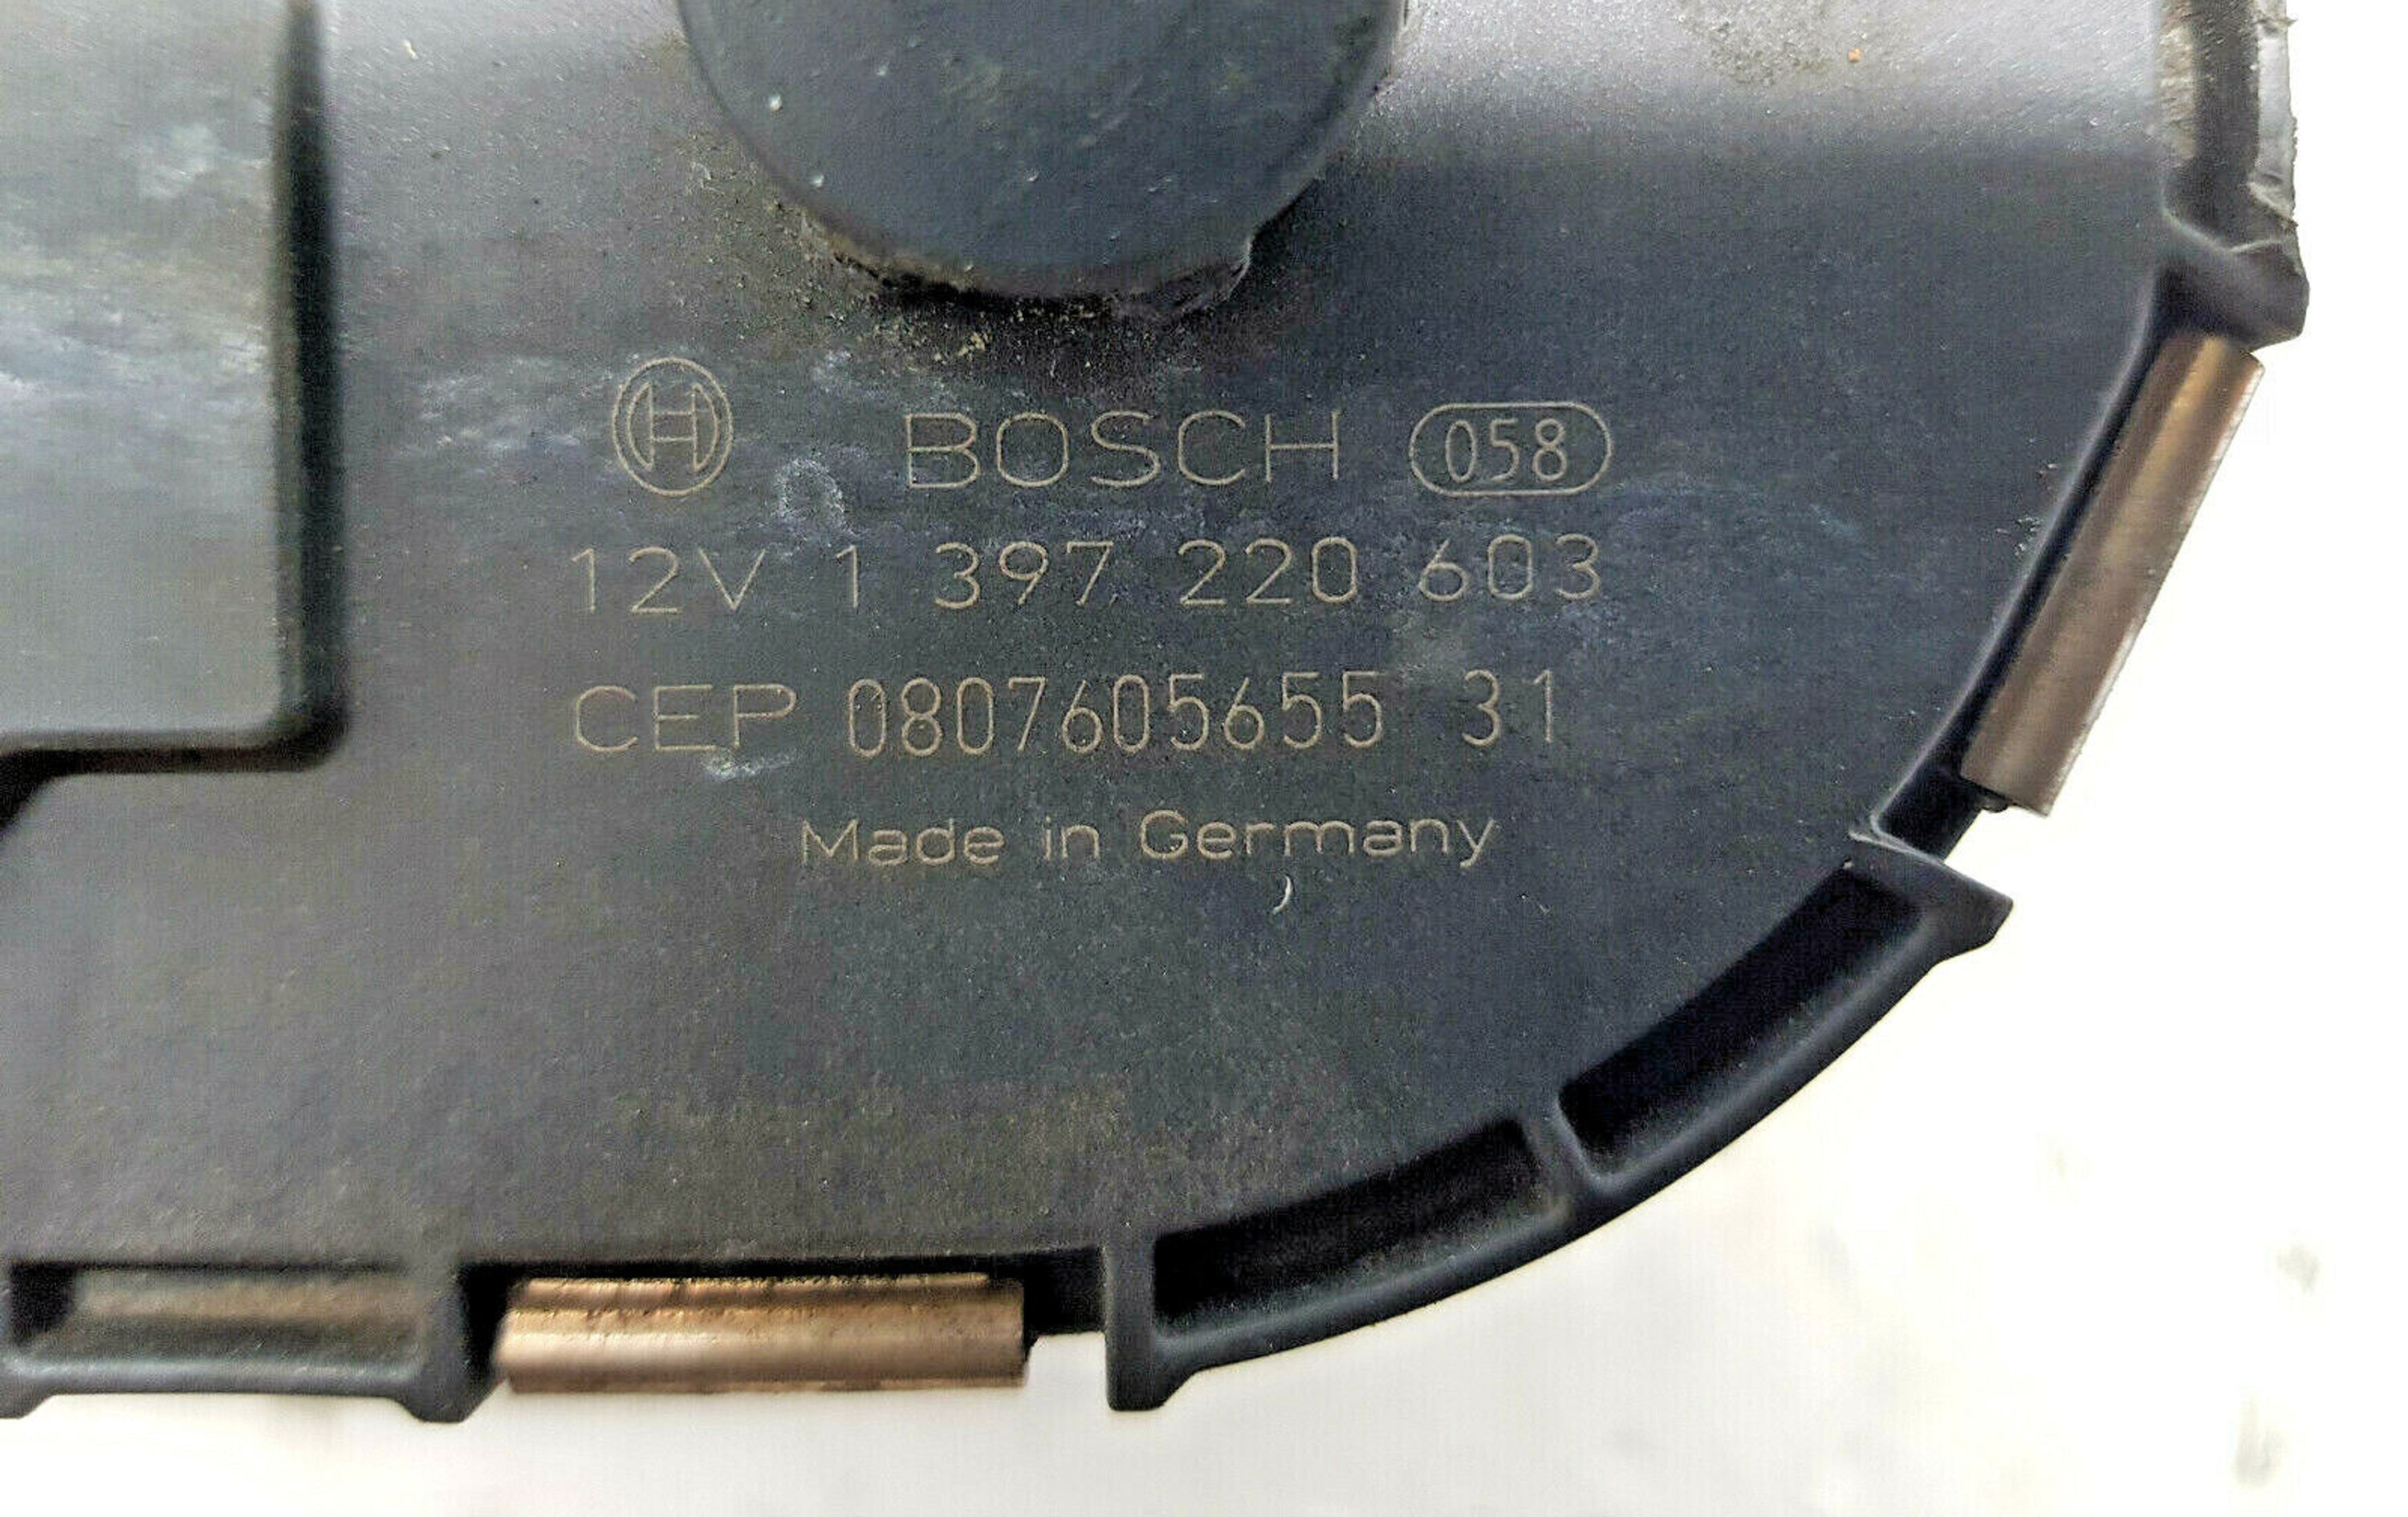 BOSCH 058
12V 1 397 220 603
CEP 0807605655 31
Made in Germany